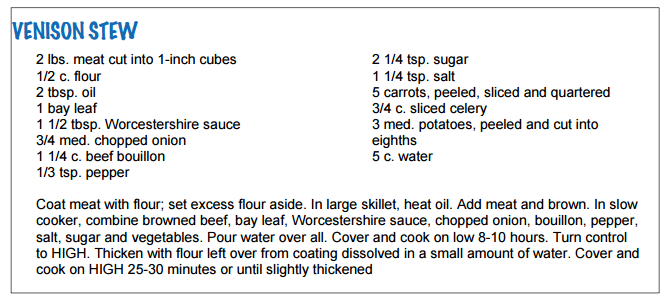 VENISON STEW
2 lbs. meat cut into 1-inch cubes
1/2 c. flour
2 tbsp. oil
1 bay leaf
1 1/2 tbsp. Worcestershire sauce
3/4 med. chopped onion
1 1/4 c. beef bouillon
1/3 tsp. pepper
2 1/4 tsp. sugar
1 1/4 tsp. salt
5 carrots, peeled, sliced and quartered
3/4 c. sliced celery
3 med. potatoes, peeled and cut into
eighths
5 c. water
Coat meat with flour; set excess flour aside. In large skillet, heat oil. Add meat and brown. In slow
cooker, combine browned beef, bay leaf, Worcestershire sauce, chopped onion, bouillon, pepper,
salt, sugar and vegetables. Pour water over all. Cover and cook on low 8-10 hours. Turn control
to HIGH. Thicken with flour left over from coating dissolved in a small amount of water. Cover and
cook on HIGH 25-30 minutes or until slightly thickened